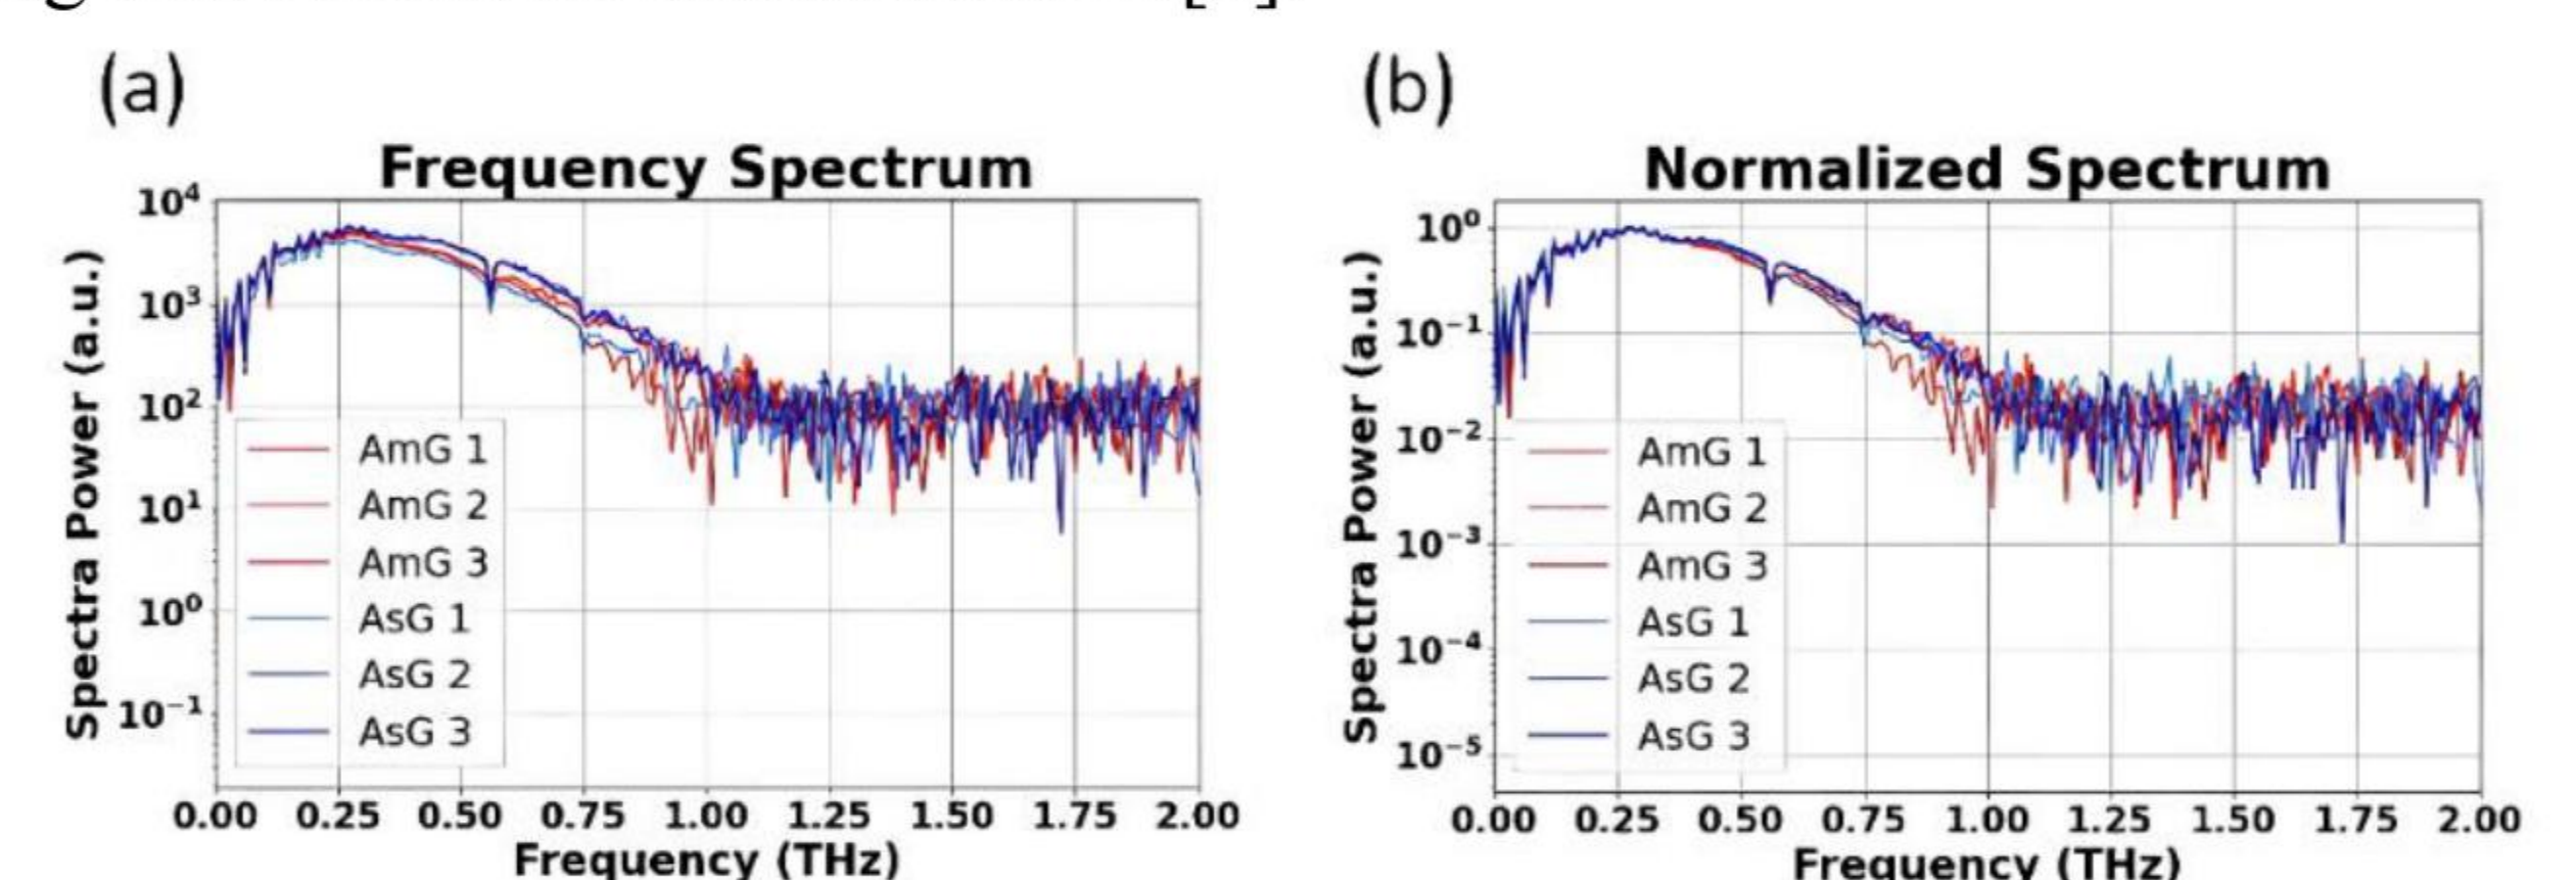 (a)
Frequency Spectrum
10⁴
10³
10²
10¹
10⁰
10⁻¹
Spectra Power (a.u.)
AmG 1
AmG 2
AmG 3
AsG 1
AsG 2
AsG 3
0.00 0.25 0.50 0.75 1.00 1.25 1.50 1.75 2.00
Frequency (THz)
(b)
Normalized Spectrum
10⁰
10⁻¹
10⁻²
10⁻³
10⁻⁴
10⁻⁵
Spectra Power (a.u.)
AmG 1
AmG 2
AmG 3
AsG 1
AsG 2
AsG 3
0.00 0.25 0.50 0.75 1.00 1.25 1.50 1.75 2.00
Frequency (THz)